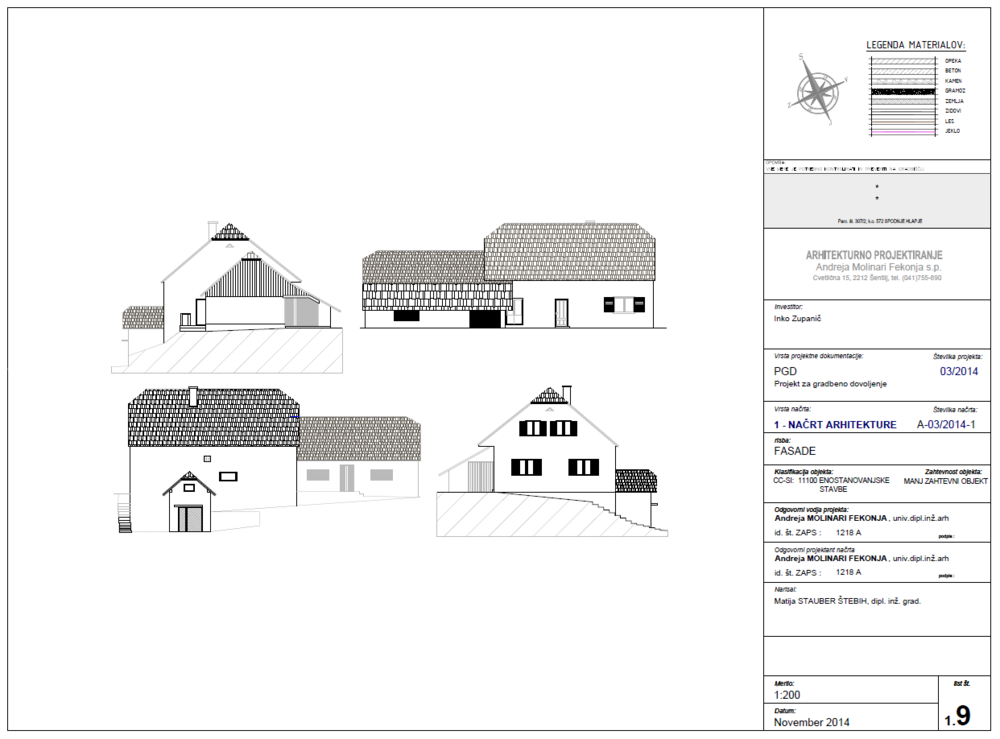 LEGENDA MATERIALOV:
OPEKA
BETON
KAMEN
GRAMOZ
ZEMLJA
ZIDOVI
LES
JEKLO
S
V
J
Z
OPOMBA:
*
*
Parc. št. 307/2, k.o. 572 SPODNJE HLAPJE
ARHITEKTURNO PROJEKTIRANJE
Andreja Molinari Fekonja s.p.
Cvetlična 15, 2212 Šentilj, tel. (041)755-690
Investitor:
Inko Zupanič
Vrsta projektne dokumentacije: Številka projekta:
PGD 03/2014
Projekt za gradbeno dovoljenje
Vrsta načrta: Številka načrta:
1 - NAČRT ARHITEKTURE A-03/2014-1
risba:
FASADE
Klasifikacija objekta: Zahtevnost objekta:
CC-SI: 11100 ENOSTANOVANJSKE MANJ ZAHTEVNI OBJEKT
STAVBE
Odgovorni vodja projekta:
Andreja MOLINARI FEKONJA , univ.dipl.inž.arh
id. št. ZAPS : 1218 A
podpis :
Odgovorni projektant načrta
Andreja MOLINARI FEKONJA , univ.dipl.inž.arh
id. št. ZAPS : 1218 A
podpis :
Narisal:
Matija STAUBER ŠTEBIH, dipl. inž. grad.
Merilo: list št.
1:200
Datum:
November 2014 1.9